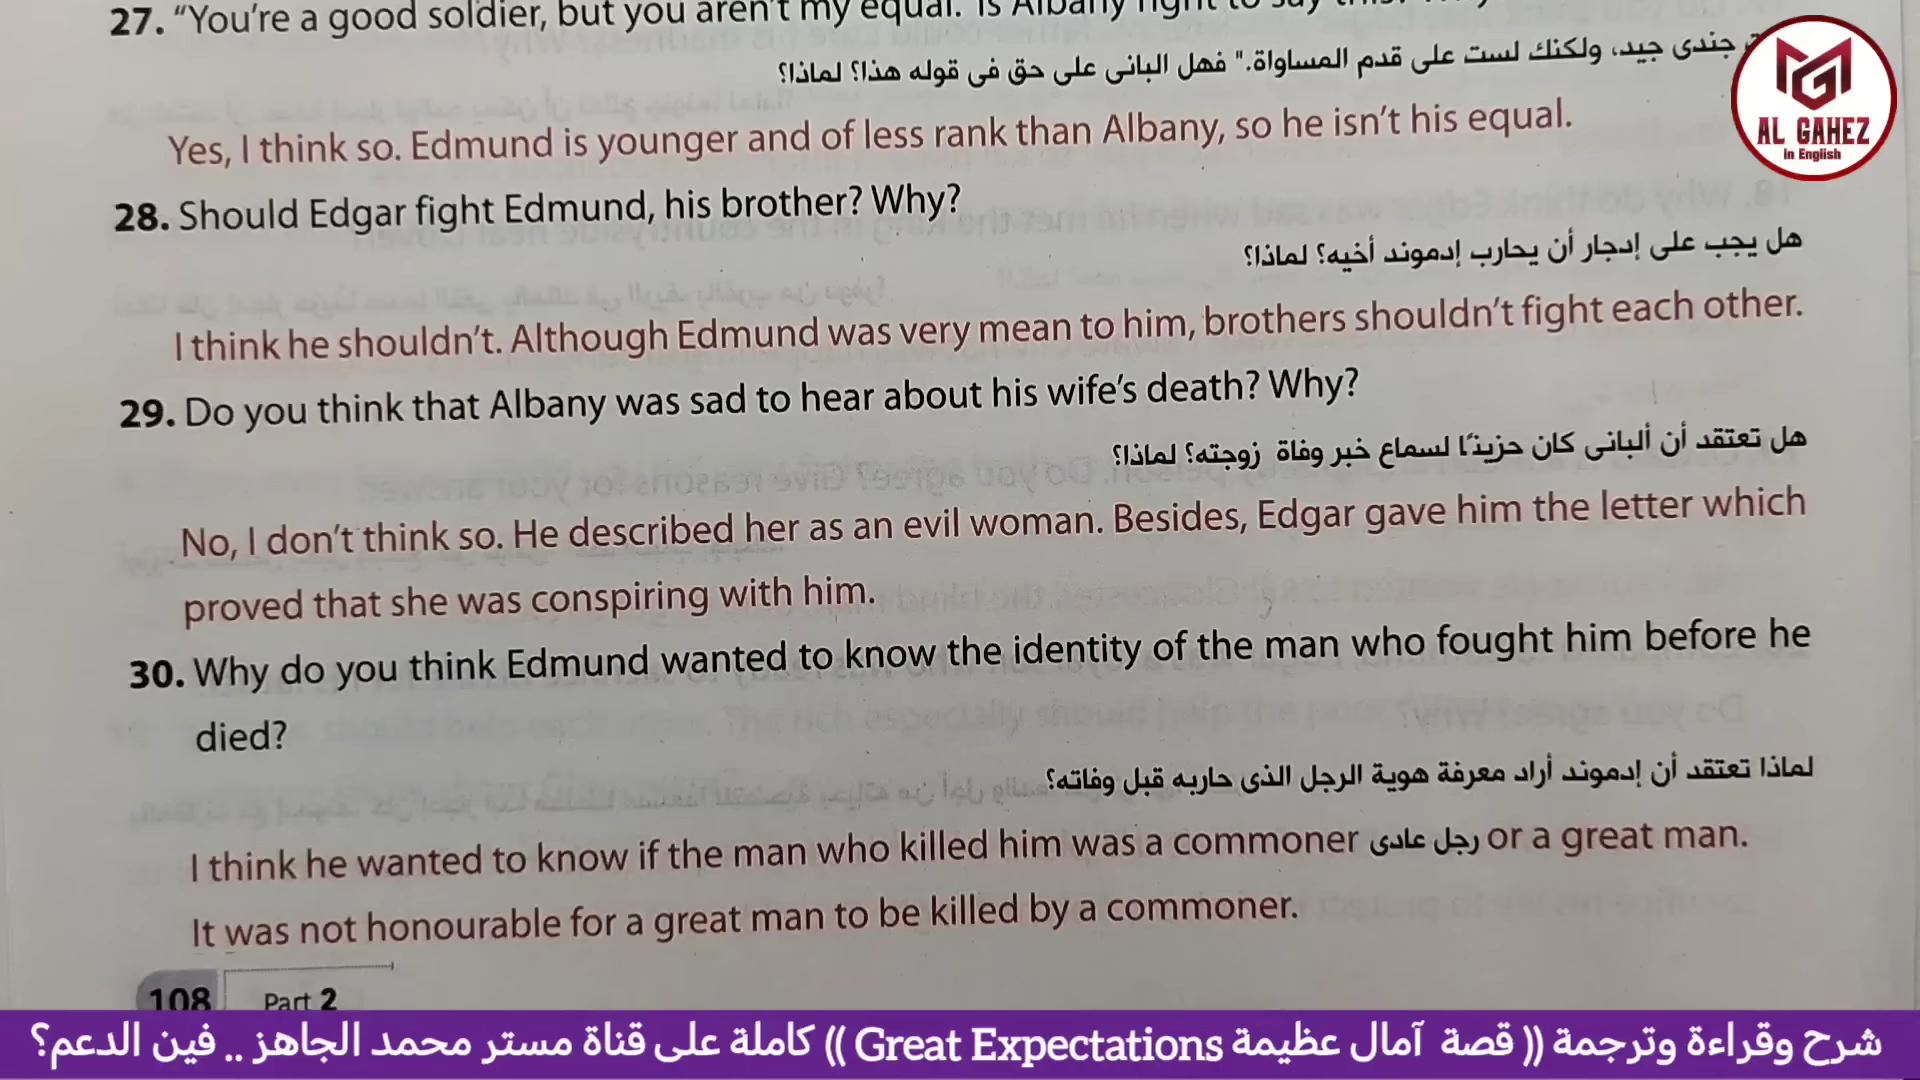 27. “You're a good soldier, but you aren't my equal. Is Albany right to say this?
جندى جيد، ولكنك لست على قدم المساواة." فهل البانى على حق فى قوله هذا؟ لماذا؟
Yes, I think so. Edmund is younger and of less rank than Albany, so he isn't his equal.
28. Should Edgar fight Edmund, his brother? Why?
هل يجب على إدجار أن يحارب إدموند أخيه؟ لماذا؟
I think he shouldn't. Although Edmund was very mean to him, brothers shouldn't fight each other.
29. Do you think that Albany was sad to hear about his wife's death? Why?
هل تعتقد أن ألبانى كان حزينًا لسماع خبر وفاة زوجته؟ لماذا؟
No, I don't think so. He described her as an evil woman. Besides, Edgar gave him the letter which
proved that she was conspiring with him.
30. Why do you think Edmund wanted to know the identity of the man who fought him before he
died?
لماذا تعتقد أن إدموند أراد معرفة هوية الرجل الذى حاربه قبل وفاته؟
I think he wanted to know if the man who killed him was a commoner رجل عادى or a great man.
It was not honourable for a great man to be killed by a commoner.
108 Part 2
AL GAHEZ
In English
شرح وقراءة وترجمة (( قصة آمال عظيمة Great Expectations )) كاملة على قناة مستر محمد الجاهز .. فين الدعم؟